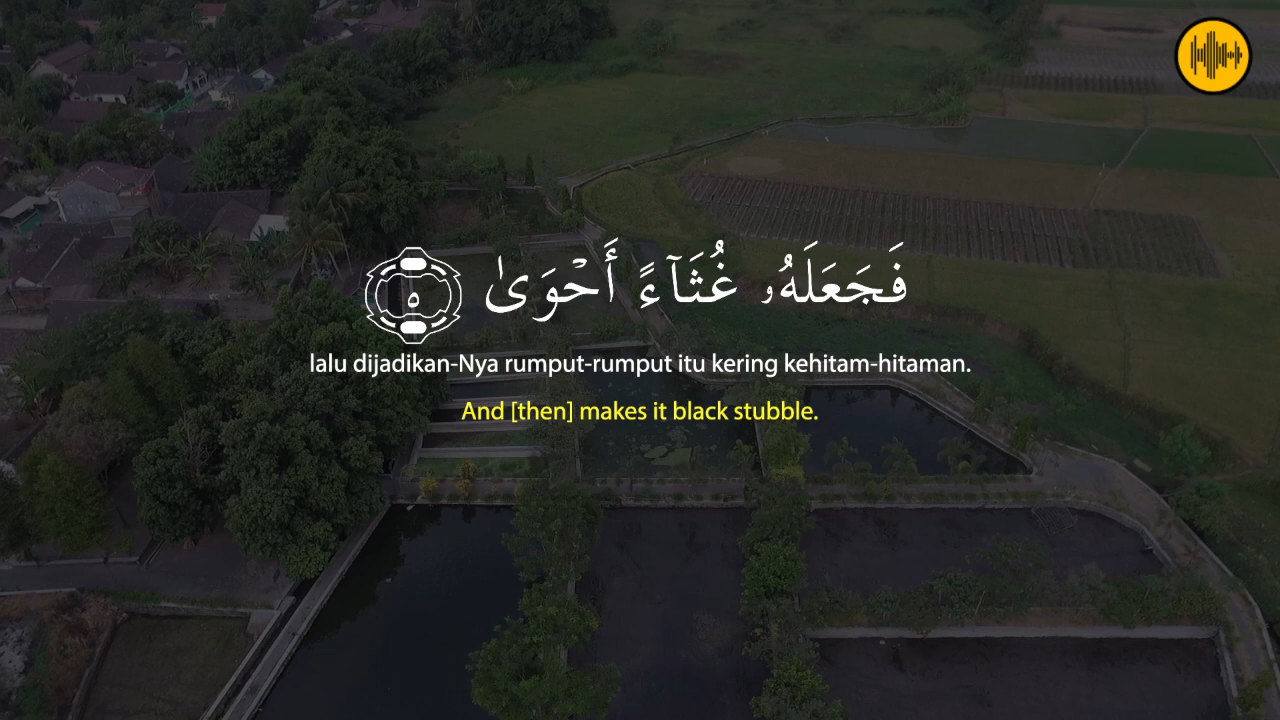 فَجَعَلَهُۥ غُثَآءً أَحْوَىٰ ٥
lalu dijadikan-Nya rumput-rumput itu kering kehitam-hitaman.
And [then] makes it black stubble.